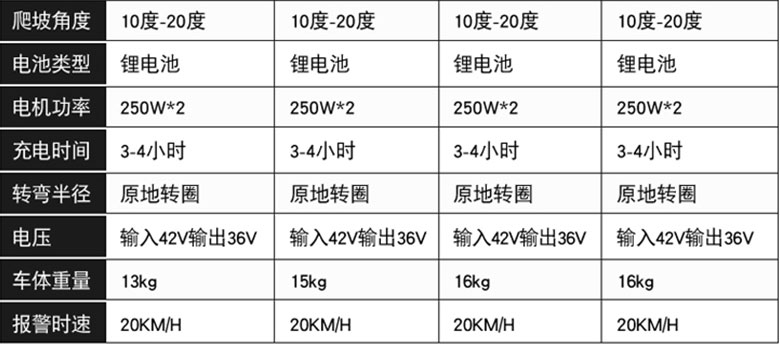 爬坡角度 10度-20度 10度-20度 10度-20度 10度-20度
电池类型 锂电池 锂电池 锂电池 锂电池
电机功率 250W*2 250W*2 250W*2 250W*2
充电时间 3-4小时 3-4小时 3-4小时 3-4小时
转弯半径 原地转圈 原地转圈 原地转圈 原地转圈
电压 输入42V输出36V 输入42V输出36V 输入42V输出36V 输入42V输出36V
车体重量 13kg 15kg 16kg 16kg
报警时速 20KM/H 20KM/H 20KM/H 20KM/H